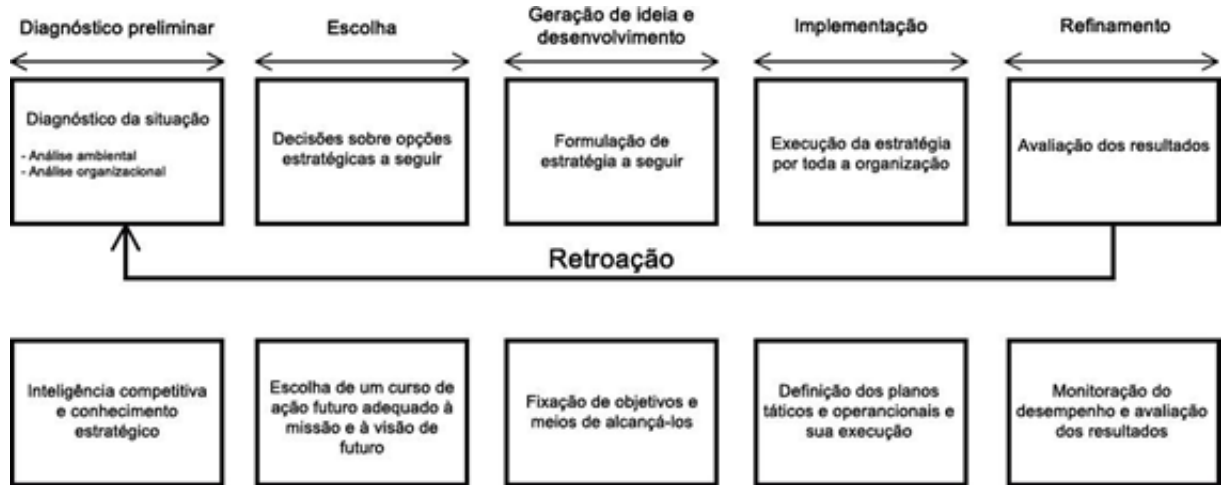 Diagnóstico preliminar
Escolha
Geração de ideia e
desenvolvimento
Implementação
Refinamento
Diagnóstico da situação
- Análise ambiental
- Análise organizacional
Decisões sobre opções
estratégicas a seguir
Formulação de
estratégia a seguir
Execução da estratégia
por toda a organização
Avaliação dos resultados
Retroação
Inteligência competitiva
e conhecimento
estratégico
Escolha de um curso de
ação futuro adequado à
missão e à visão de
futuro
Fixação de objetivos e
meios de alcançá-los
Definição dos planos
táticos e operancionais e
sua execução
Monitoração do
desempenho e avaliação
dos resultados